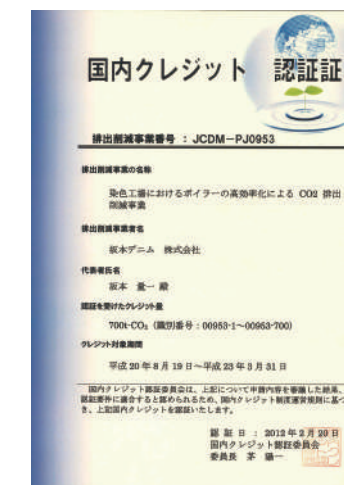 国内クレジット 認証証
排出削減事業番号 : JCDM-PJ0953
排出削減事業の名称
染色工場におけるボイラーの高効率化による CO2 排出
削減事業
排出削減事業者名
坂本デニム 株式会社
代表者氏名
坂本 量一 殿
認証を受けたクレジット量
700t-CO₂ (識別番号:00953-1~00953-700)
クレジット対象期間
平成 20 年 8 月 19 日~平成 23 年 3 月 31 日
国内クレジット認証委員会は、上記について申請内容を審議した結果、
認証要件に適合すると認められるため、国内クレジット制度運営規則に基づ
き、上記国内クレジットを認証いたします。
認 証 日 : 2012 年 2 月 20 日
国内クレジット認証委員会
委員長 茅 陽一